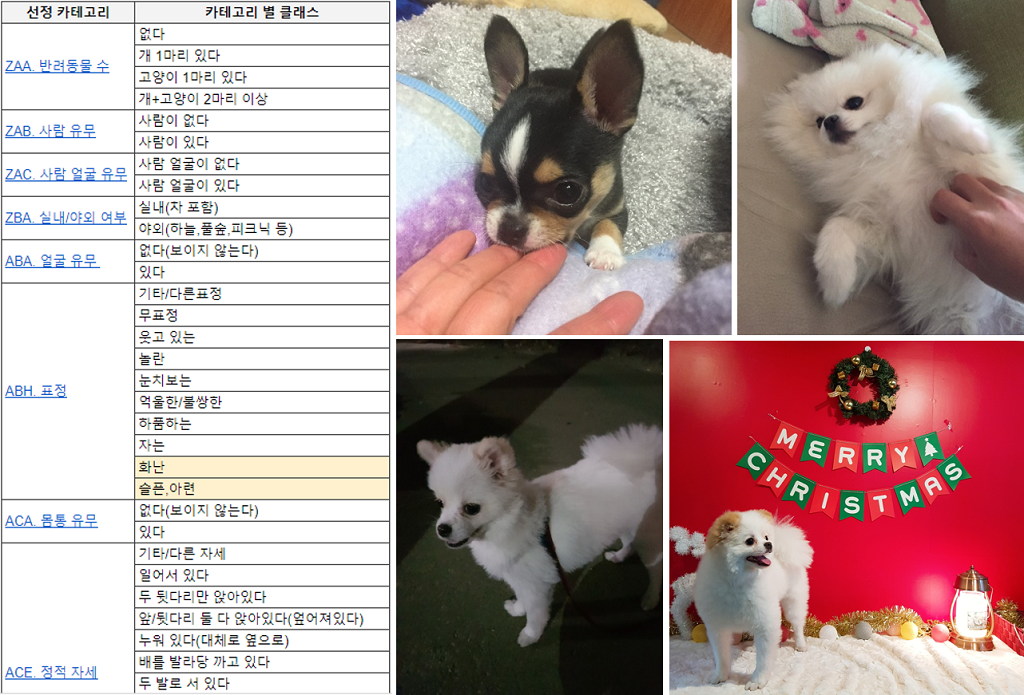 선정 카테고리 카테고리 별 클래스
ZAA. 반려동물 수
없다
개 1마리 있다
고양이 1마리 있다
개+고양이 2마리 이상
ZAB. 사람 유무
사람이 없다
사람이 있다
ZAC. 사람 얼굴 유무
사람 얼굴이 없다
사람 얼굴이 있다
ZBA. 실내/야외 여부
실내(차 포함)
야외(하늘,풀숲,피크닉 등)
ABA. 얼굴 유무
없다(보이지 않는다)
있다
ABH. 표정
기타/다른표정
무표정
웃고 있는
놀란
눈치보는
억울한/불쌍한
하품하는
자는
화난
슬픈,아련
ACA. 몸통 유무
없다(보이지 않는다)
있다
ACE. 정적 자세
기타/다른 자세
일어서 있다
두 뒷다리만 앉아있다
앞/뒷다리 둘 다 앉아있다(엎어져있다)
누워 있다(대체로 옆으로)
배를 발라당 까고 있다
두 발로 서 있다
MERRY
CHRISTMAS